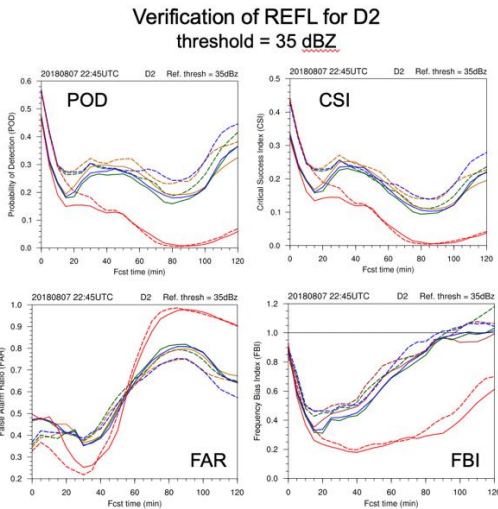 Verification of REFL for D2
threshold = 35 dBZ
20180807 22:45UTC D2 Ref. thresh = 35dBz
POD
Probability of Detection (POD)
0.6
0.5
0.4
0.3
0.2
0.1
0.0
0 20 40 60 80 100 120
Fcst time (min)
20180807 22:45UTC D2 Ref. thresh = 35dBz
CSI
Critical Success Index (CSI)
0.5
0.4
0.3
0.2
0.1
0.0
0 20 40 60 80 100 120
Fcst time (min)
20180807 22:45UTC D2 Ref. thresh = 35dBz
FAR
Alarm Ratio (FAR)
1.0
0.9
0.8
0.7
0.6
0.5
0.4
0.3
0.2
0 20 40 60 80 100 120
Fcst time (min)
20180807 22:45UTC D2 Ref. thresh = 35dBz
FBI
Frequency Bias Index (FBI)
1.2
1.0
0.8
0.6
0.4
0.2
0.0
0 20 40 60 80 100 120
Fcst time (min)